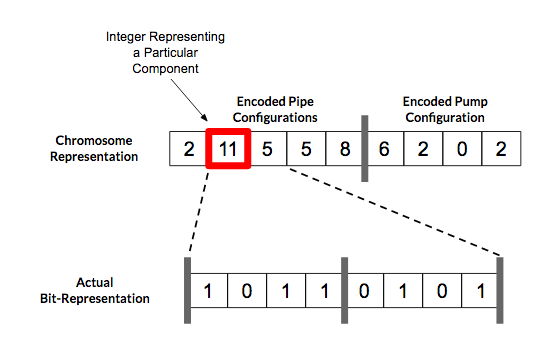 Integer Representing
a Particular
Component
Encoded Pipe
Configurations
Encoded Pump
Configuration
Chromosome
Representation
2 11 5 5 8 6 2 0 2
Actual
Bit-Representation
1 0 1 1 0 1 0 1